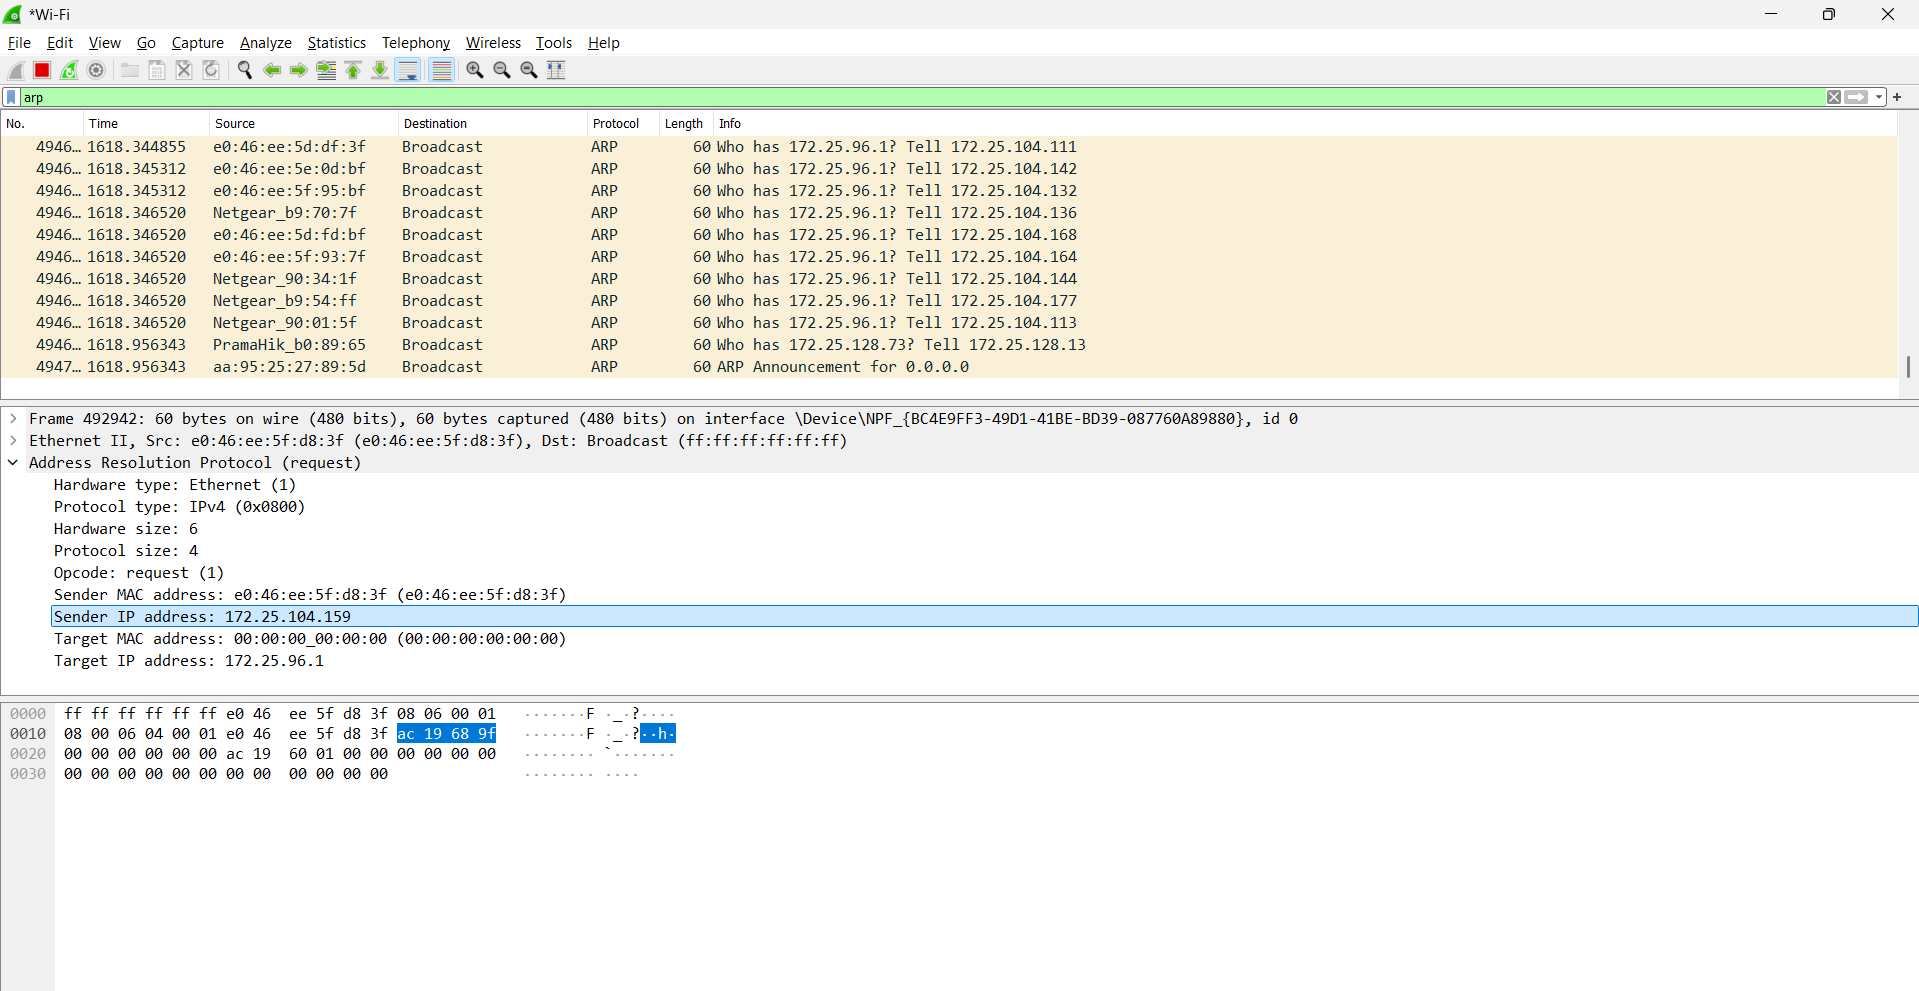 *Wi-Fi
File Edit View Go Capture Analyze Statistics Telephony Wireless Tools Help
arp
No. Time Source Destination Protocol Length Info
4946… 1618.344855 e0:46:ee:5d:df:3f Broadcast ARP 60 Who has 172.25.96.1? Tell 172.25.104.111
4946… 1618.345312 e0:46:ee:5e:0d:bf Broadcast ARP 60 Who has 172.25.96.1? Tell 172.25.104.142
4946… 1618.345312 e0:46:ee:5f:95:bf Broadcast ARP 60 Who has 172.25.96.1? Tell 172.25.104.132
4946… 1618.346520 Netgear_b9:70:7f Broadcast ARP 60 Who has 172.25.96.1? Tell 172.25.104.136
4946… 1618.346520 e0:46:ee:5d:fd:bf Broadcast ARP 60 Who has 172.25.96.1? Tell 172.25.104.168
4946… 1618.346520 e0:46:ee:5f:93:7f Broadcast ARP 60 Who has 172.25.96.1? Tell 172.25.104.164
4946… 1618.346520 Netgear_90:34:1f Broadcast ARP 60 Who has 172.25.96.1? Tell 172.25.104.144
4946… 1618.346520 Netgear_b9:54:ff Broadcast ARP 60 Who has 172.25.96.1? Tell 172.25.104.177
4946… 1618.346520 Netgear_90:01:5f Broadcast ARP 60 Who has 172.25.96.1? Tell 172.25.104.113
4946… 1618.956343 PramaHik_b0:89:65 Broadcast ARP 60 Who has 172.25.128.73? Tell 172.25.128.13
4947… 1618.956343 aa:95:25:27:89:5d Broadcast ARP 60 ARP Announcement for 0.0.0.0
Frame 492942: 60 bytes on wire (480 bits), 60 bytes captured (480 bits) on interface \Device\NPF_{BC4E9FF3-49D1-41BE-BD39-087760A89880}, id 0
Ethernet II, Src: e0:46:ee:5f:d8:3f (e0:46:ee:5f:d8:3f), Dst: Broadcast (ff:ff:ff:ff:ff:ff)
Address Resolution Protocol (request)
Hardware type: Ethernet (1)
Protocol type: IPv4 (0x0800)
Hardware size: 6
Protocol size: 4
Opcode: request (1)
Sender MAC address: e0:46:ee:5f:d8:3f (e0:46:ee:5f:d8:3f)
Sender IP address: 172.25.104.159
Target MAC address: 00:00:00_00:00:00 (00:00:00:00:00:00)
Target IP address: 172.25.96.1
0000 ff ff ff ff ff ff e0 46 ee 5f d8 3f 08 06 00 01 ·······F ·_·?····
0010 08 00 06 04 00 01 e0 46 ee 5f d8 3f ac 19 68 9f ·······F ·_·?··h·
0020 00 00 00 00 00 00 ac 19 60 01 00 00 00 00 00 00 ········ `·······
0030 00 00 00 00 00 00 00 00 00 00 00 00 ········ ····